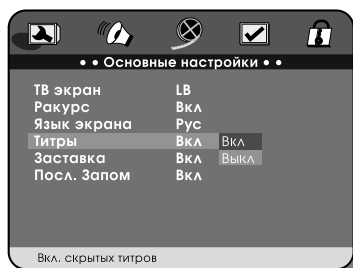 • • Основные настройки • •
ТВ экран LB
Ракурс Вкл
Язык экрана Рус
Титры Вкл Вкл
Заставка Вкл Выкл
Посл. Запом Вкл
Вкл. скрытых титров